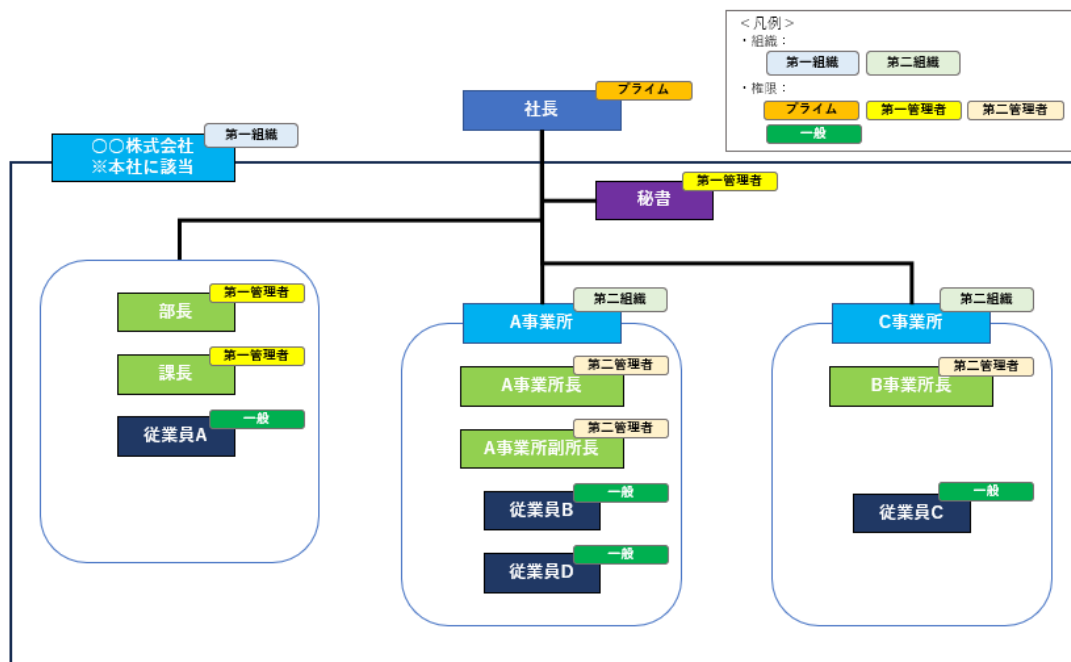 ＜凡例＞
・組織：
第一組織
第二組織
・権限：
プライム
第一管理者
第二管理者
一般
プライム
社長
第一組織
〇〇株式会社
※本社に該当
第一管理者
秘書
第一管理者
部長
第一管理者
課長
一般
従業員A
第二組織
A事業所
第二管理者
A事業所長
第二管理者
A事業所副所長
一般
従業員B
一般
従業員D
第二組織
C事業所
第二管理者
B事業所長
一般
従業員C